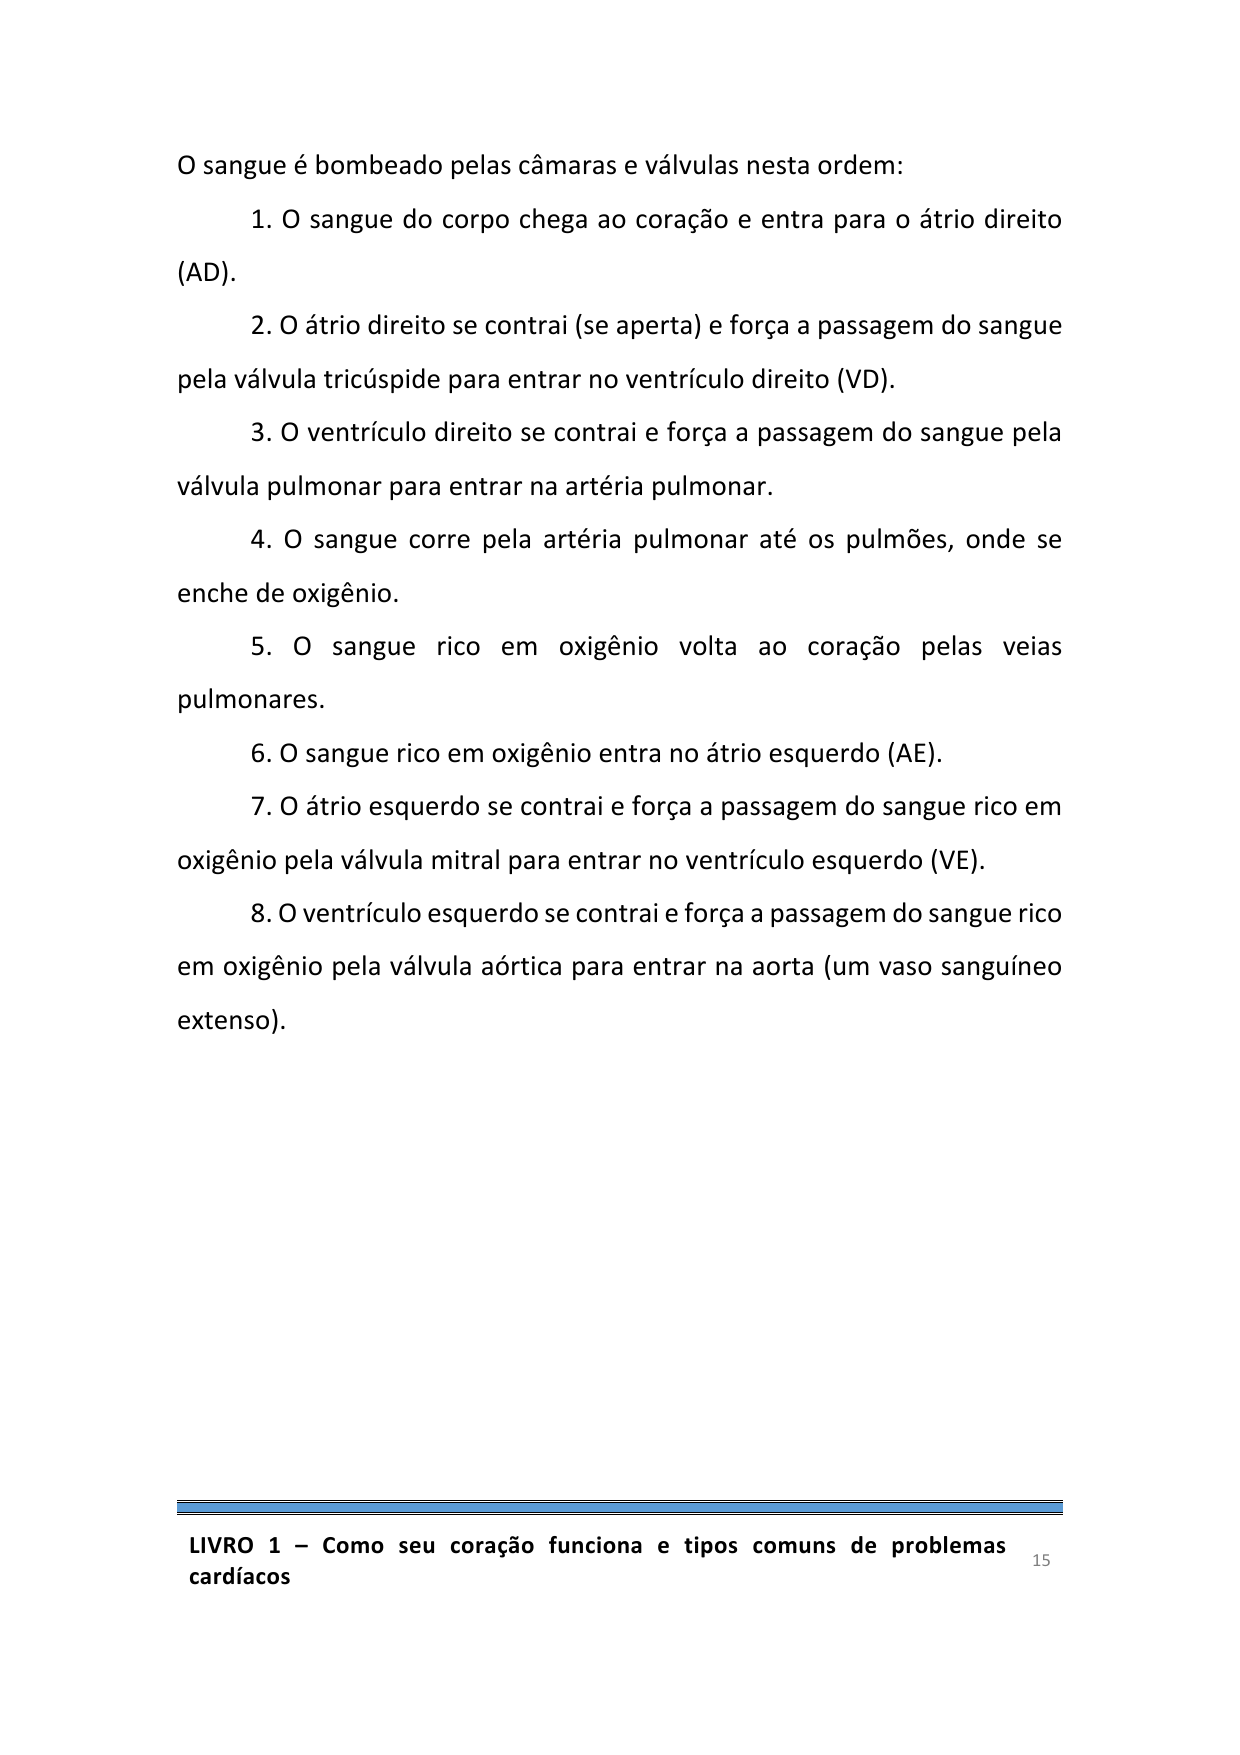 O sangue é bombeado pelas câmaras e válvulas nesta ordem:
1. O sangue do corpo chega ao coração e entra para o átrio direito
(AD).
2. O átrio direito se contrai (se aperta) e força a passagem do sangue
pela válvula tricúspide para entrar no ventrículo direito (VD).
3. O ventrículo direito se contrai e força a passagem do sangue pela
válvula pulmonar para entrar na artéria pulmonar.
4. O sangue corre pela artéria pulmonar até os pulmões, onde se
enche de oxigênio.
5. O sangue rico em oxigênio volta ao coração pelas veias
pulmonares.
6. O sangue rico em oxigênio entra no átrio esquerdo (AE).
7. O átrio esquerdo se contrai e força a passagem do sangue rico em
oxigênio pela válvula mitral para entrar no ventrículo esquerdo (VE).
8. O ventrículo esquerdo se contrai e força a passagem do sangue rico
em oxigênio pela válvula aórtica para entrar na aorta (um vaso sanguíneo
extenso).
LIVRO 1 – Como seu coração funciona e tipos comuns de problemas
cardíacos
15